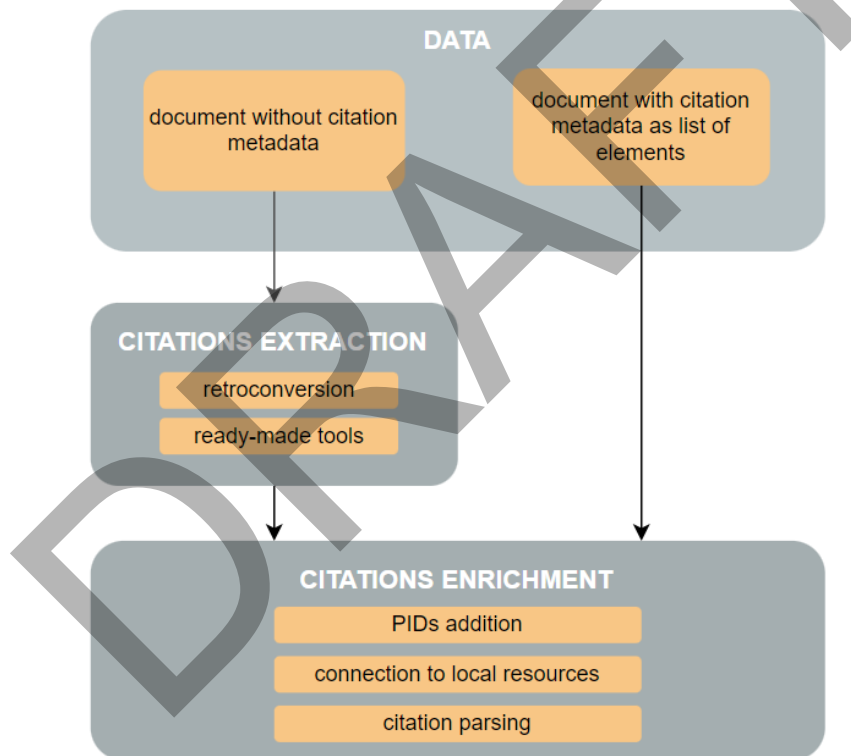 DATA
document without citation
metadata
document with citation
metadata as list of
elements
CITATIONS EXTRACTION
retroconversion
ready-made tools
CITATIONS ENRICHMENT
PIDs addition
connection to local resources
citation parsing
DRAFT